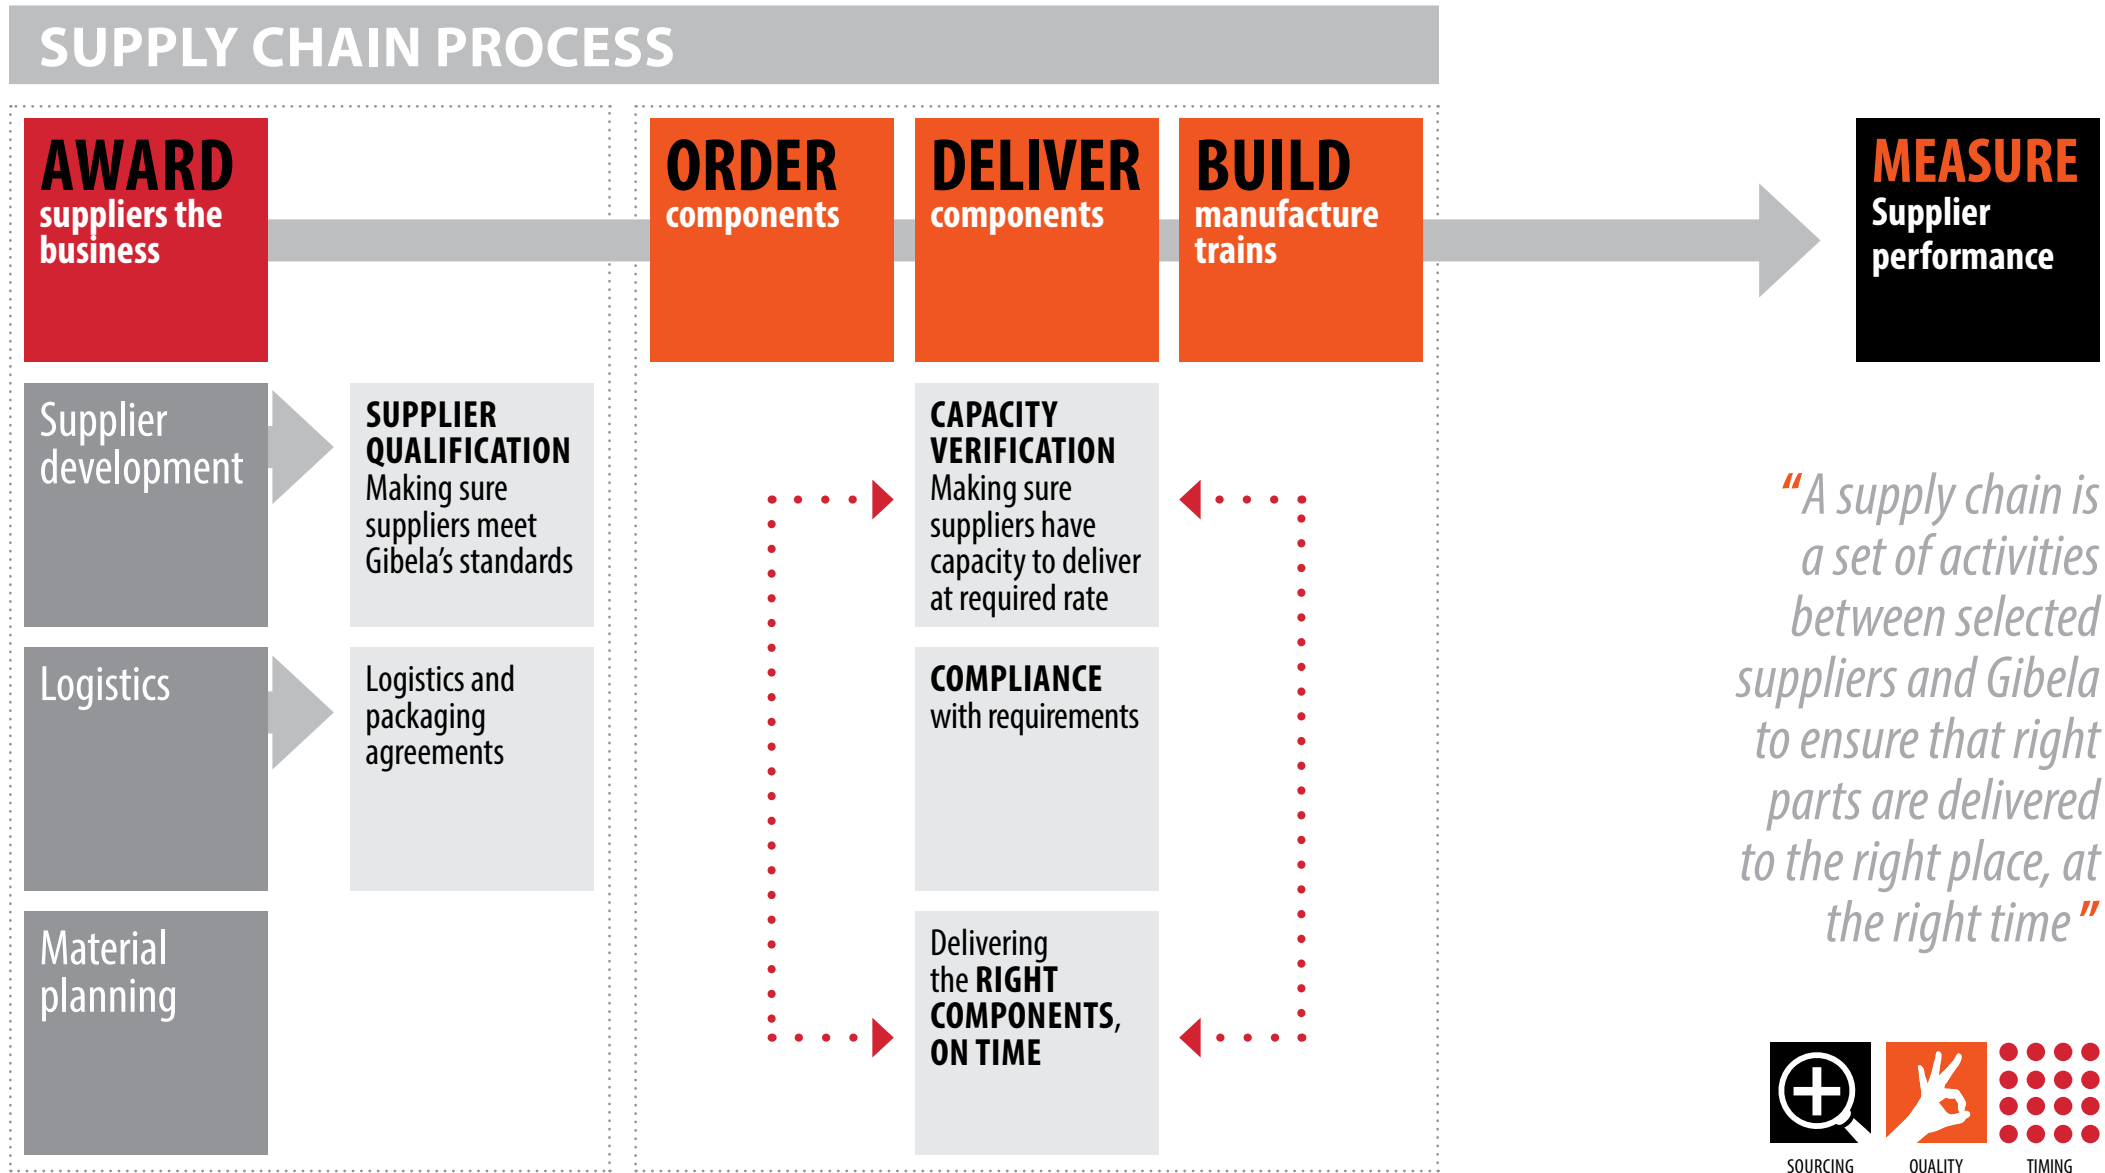 SUPPLY CHAIN PROCESS
AWARD
suppliers the
business
ORDER
components
DELIVER
components
BUILD
manufacture
trains
MEASURE
Supplier
performance
Supplier
development
SUPPLIER
QUALIFICATION
Making sure
suppliers meet
Gibela’s standards
CAPACITY
VERIFICATION
Making sure
suppliers have
capacity to deliver
at required rate
Logistics
Logistics and
packaging
agreements
COMPLIANCE
with requirements
Material
planning
Delivering
the RIGHT
COMPONENTS,
ON TIME
“A supply chain is
a set of activities
between selected
suppliers and Gibela
to ensure that right
parts are delivered
to the right place, at
the right time”
SOURCING
QUALITY
TIMING